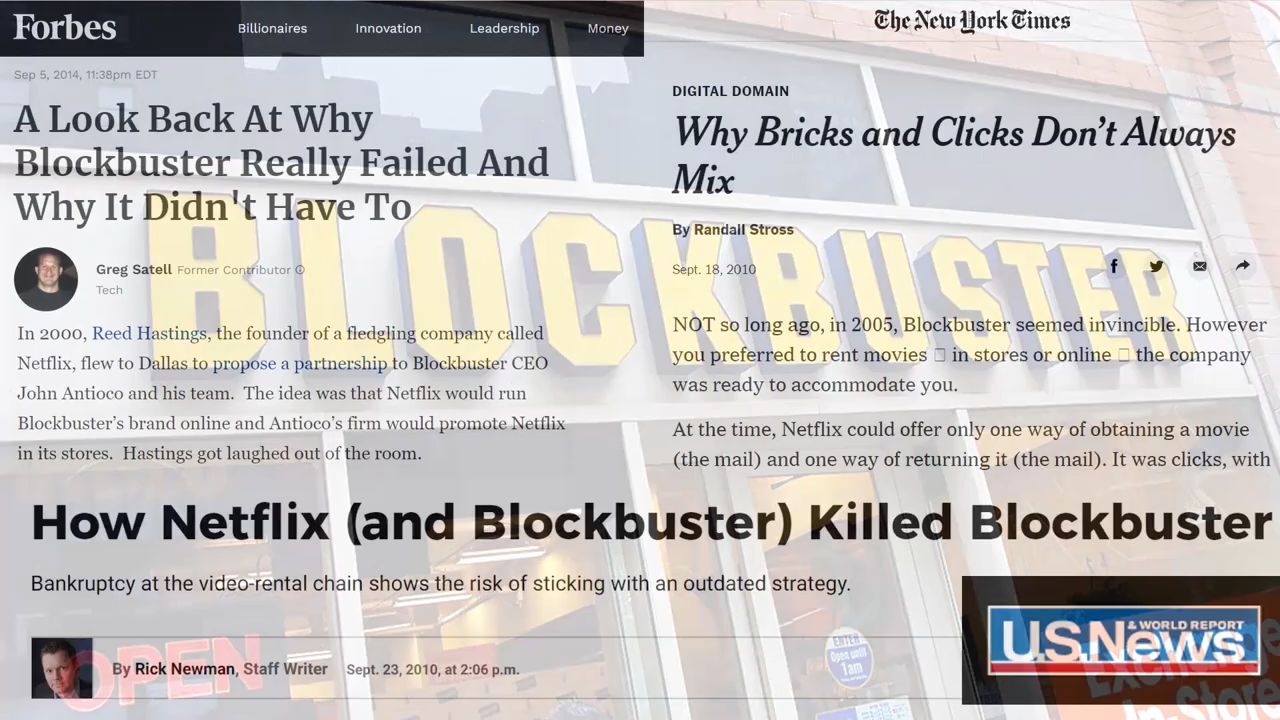 Forbes
Billionaires Innovation Leadership Money
Sep 5, 2014, 11:38pm EDT
A Look Back At Why
Blockbuster Really Failed And
Why It Didn't Have To
Greg Satell Former Contributor
Tech
In 2000, Reed Hastings, the founder of a fledgling company called
Netflix, flew to Dallas to propose a partnership to Blockbuster CEO
John Antioco and his team. The idea was that Netflix would run
Blockbuster's brand online and Antioco's firm would promote Netflix
in its stores. Hastings got laughed out of the room.
The New York Times
DIGITAL DOMAIN
Why Bricks and Clicks Don't Always
Mix
By Randall Stross
Sept. 18, 2010
NOT so long ago, in 2005, Blockbuster seemed invincible. However
you preferred to rent movies in stores or online the company
was ready to accommodate you.
At the time, Netflix could offer only one way of obtaining a movie
(the mail) and one way of returning it (the mail). It was clicks, with
BLOCKBUSTER
How Netflix (and Blockbuster) Killed Blockbuster
Bankruptcy at the video-rental chain shows the risk of sticking with an outdated strategy.
By Rick Newman, Staff Writer Sept. 23, 2010, at 2:06 p.m.
U.S.News & WORLD REPORT
OPEN
ENTER
Open until
1am
Exchange
In-Store